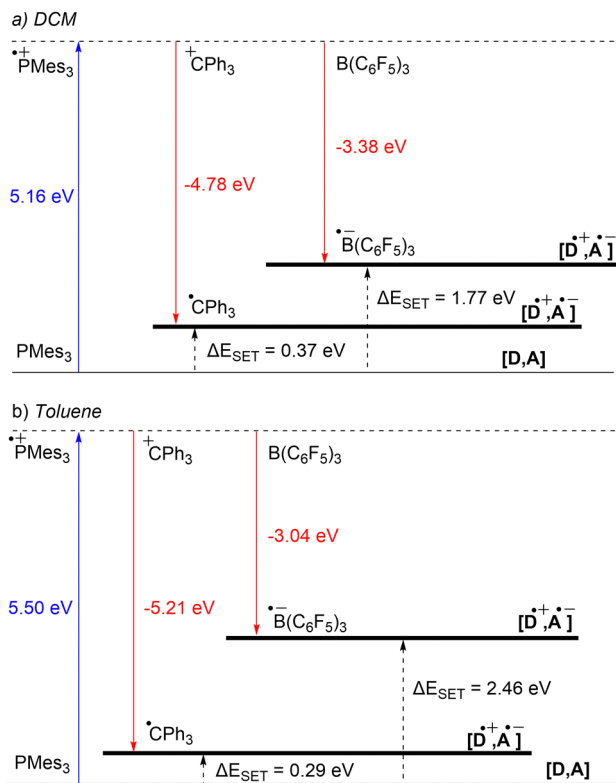 a) DCM
•+
PMes3
+
CPh3
B(C6F5)3
5.16 eV
-4.78 eV
-3.38 eV
•−
B(C6F5)3
[D•+,A•−]
ΔESET = 1.77 eV
•
CPh3
[D•+,A•−]
PMes3
ΔESET = 0.37 eV
[D,A]
b) Toluene
•+
PMes3
+
CPh3
B(C6F5)3
5.50 eV
-5.21 eV
-3.04 eV
•−
B(C6F5)3
[D•+,A•−]
ΔESET = 2.46 eV
•
CPh3
[D•+,A•−]
PMes3
ΔESET = 0.29 eV
[D,A]